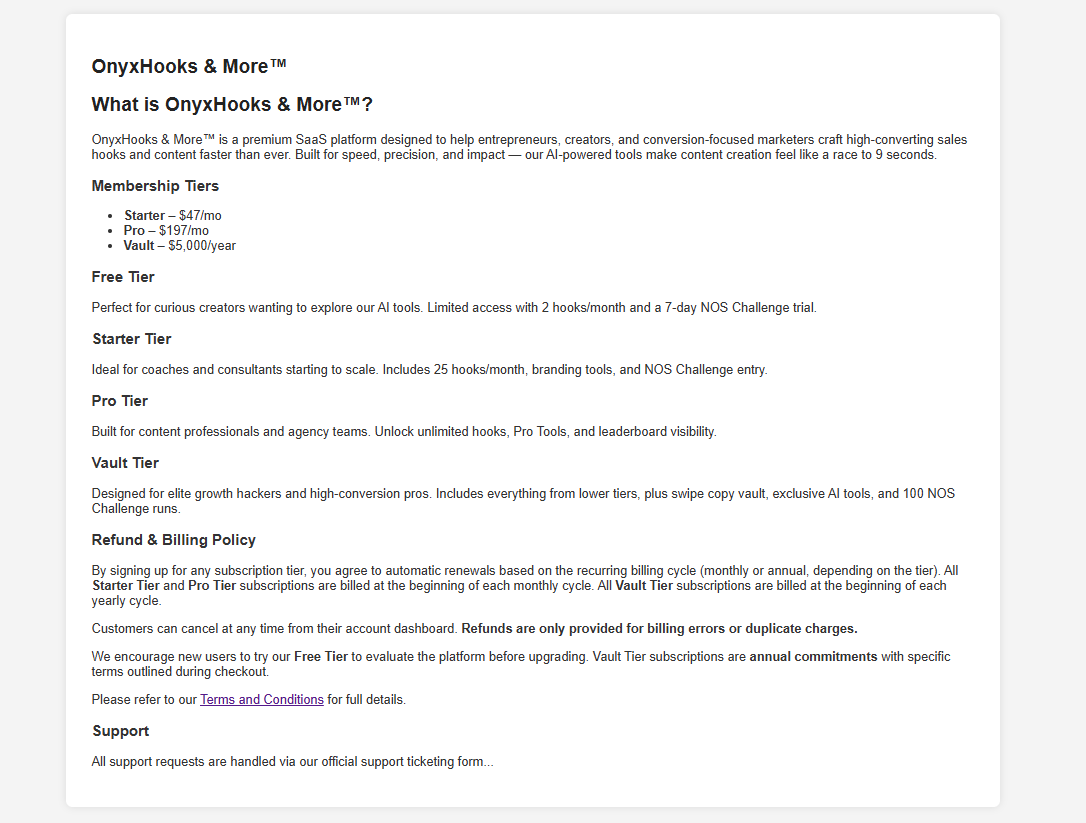 OnyxHooks & More™
What is OnyxHooks & More™?
OnyxHooks & More™ is a premium SaaS platform designed to help entrepreneurs, creators, and conversion-focused marketers craft high-converting sales
hooks and content faster than ever. Built for speed, precision, and impact — our AI-powered tools make content creation feel like a race to 9 seconds.
Membership Tiers
• Starter – $47/mo
• Pro – $197/mo
• Vault – $5,000/year
Free Tier
Perfect for curious creators wanting to explore our AI tools. Limited access with 2 hooks/month and a 7-day NOS Challenge trial.
Starter Tier
Ideal for coaches and consultants starting to scale. Includes 25 hooks/month, branding tools, and NOS Challenge entry.
Pro Tier
Built for content professionals and agency teams. Unlock unlimited hooks, Pro Tools, and leaderboard visibility.
Vault Tier
Designed for elite growth hackers and high-conversion pros. Includes everything from lower tiers, plus swipe copy vault, exclusive AI tools, and 100 NOS
Challenge runs.
Refund & Billing Policy
By signing up for any subscription tier, you agree to automatic renewals based on the recurring billing cycle (monthly or annual, depending on the tier). All
Starter Tier and Pro Tier subscriptions are billed at the beginning of each monthly cycle. All Vault Tier subscriptions are billed at the beginning of each
yearly cycle.
Customers can cancel at any time from their account dashboard. Refunds are only provided for billing errors or duplicate charges.
We encourage new users to try our Free Tier to evaluate the platform before upgrading. Vault Tier subscriptions are annual commitments with specific
terms outlined during checkout.
Please refer to our Terms and Conditions for full details.
Support
All support requests are handled via our official support ticketing form...